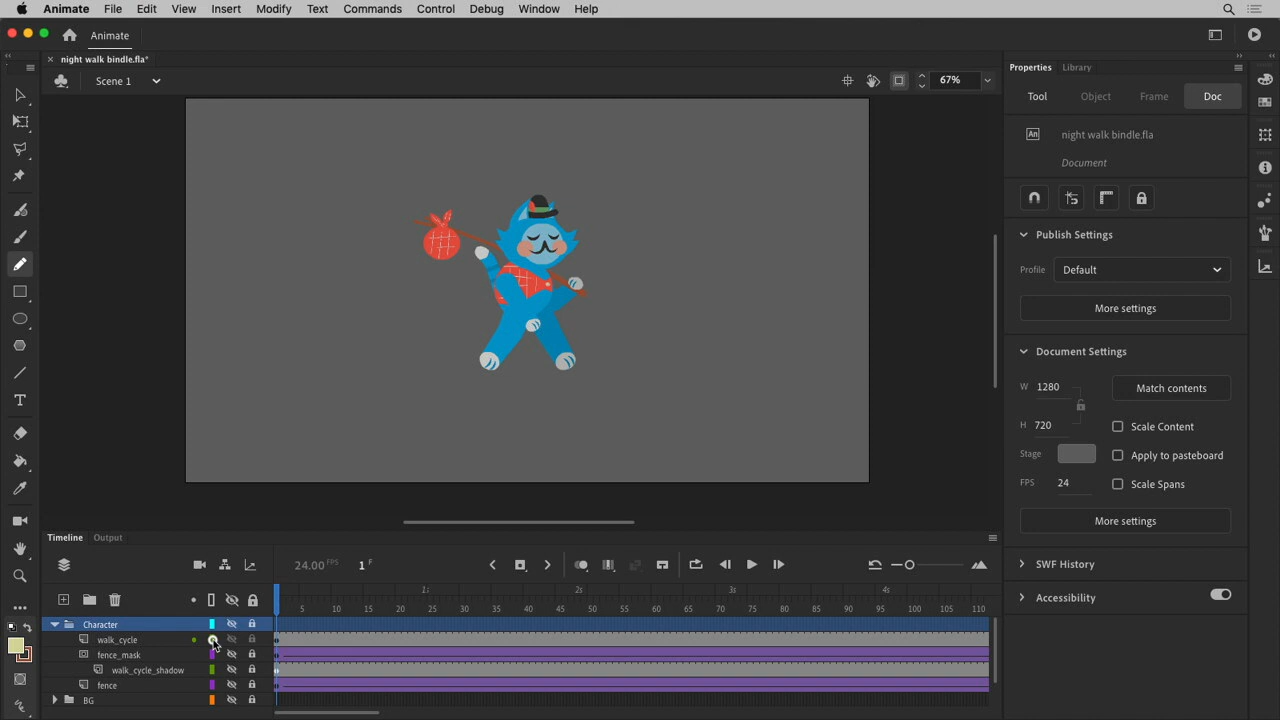 Animate File Edit View Insert Modify Text Commands Control Debug Window Help
Animate
night walk bindle.fla*
Scene 1
67%
Properties Library
Tool Object Frame Doc
An night walk bindle.fla
Document
Publish Settings
Profile Default
More settings
Document Settings
W 1280 Match contents
H 720 Scale Content
Stage Apply to pasteboard
FPS 24 Scale Spans
More settings
SWF History
Accessibility
Timeline Output
24.00 FPS 1 F
1s 2s 3s 4s
5 10 15 20 25 30 35 40 45 50 55 60 65 70 75 80 85 90 95 100 105 110
Character
walk_cycle
fence_mask
walk_cycle_shadow
fence
BG